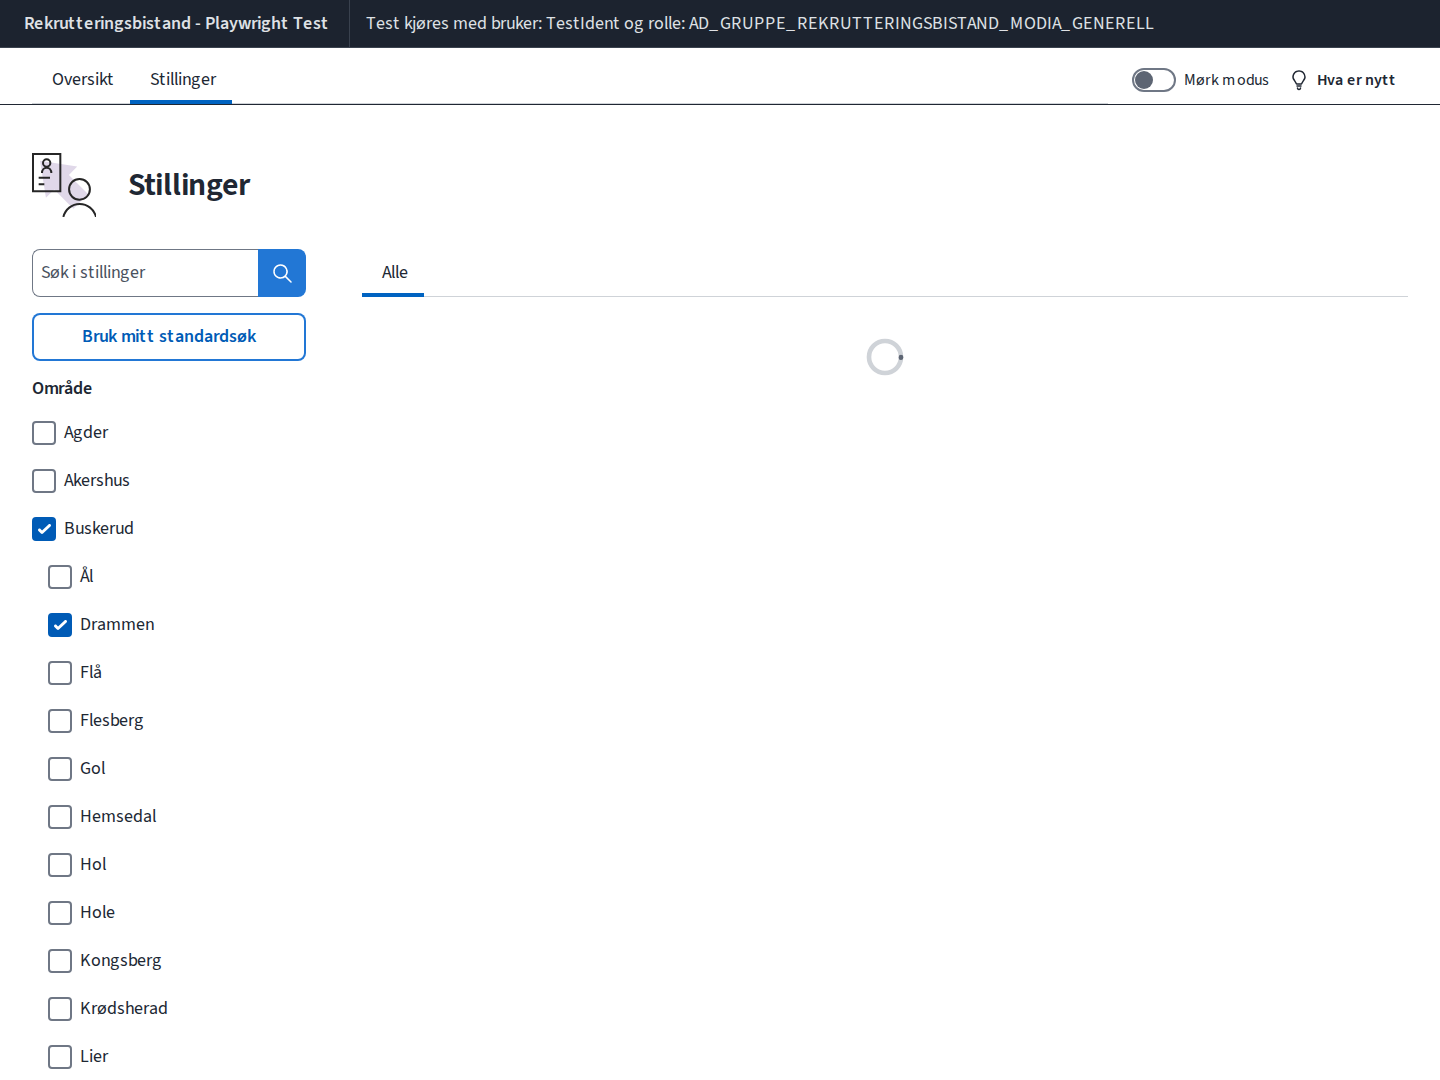 Rekrutteringsbistand - Playwright Test
Test kjøres med bruker: TestIdent og rolle: AD_GRUPPE_REKRUTTERINGSBISTAND_MODIA_GENERELL
Oversikt
Stillinger
Mørk modus
Hva er nytt
Stillinger
Søk i stillinger
Alle
Bruk mitt standardsøk
Område
Agder
Akershus
Buskerud
Ål
Drammen
Flå
Flesberg
Gol
Hemsedal
Hol
Hole
Kongsberg
Krødsherad
Lier